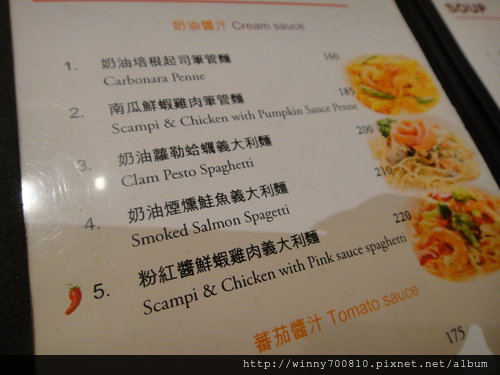 SOUP
奶油醬汁 Cream sauce
1. 奶油培根起司筆管麵 160
Carbonara Penne
2. 南瓜鮮蝦雞肉筆管麵 185
Scampi & Chicken with Pumpkin Sauce Penne
3. 奶油蘿勒蛤蠣義大利麵 200
Clam Pesto Spaghetti
4. 奶油煙燻鮭魚義大利麵 210
Smoked Salmon Spagetti
5. 粉紅醬鮮蝦雞肉義大利麵 220
Scampi & Chicken with Pink sauce spaghetti
蕃茄醬汁 Tomato sauce
175
http://winny700810.pixnet.net/album